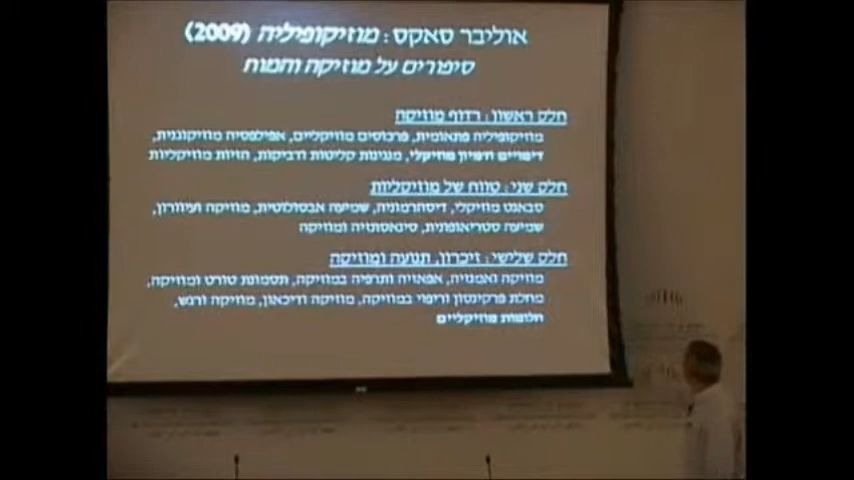 אוליבר סאקס: מוזיקופיליה (2009)
סיפורים על מוזיקה והמוח
חלק ראשון: רדוף מוזיקה
מוזיקופיליה פתאומית, פרכוסים מוזיקליים, אפילפסיה מוזיקוגנית,
דימויים ודמיון מוזיקלי, מנגינות קליטות ודביקות, הזיות מוזיקליות
חלק שני: טווח של מוזיקליות
סבאנט מוזיקלי, דיסהרמוניה, שמיעה אבסולוטית, מוזיקה ועיוורון,
שמיעה סטריאופונית, סינאסתזיה ומוזיקה
חלק שלישי: זיכרון, תנועה ומוזיקה
מוזיקה ואמנזיה, אפאזיה ותרפיה במוזיקה, תסמונת טורט ומוזיקה,
מחלת פרקינסון וריפוי במוזיקה, מוזיקה ודיכאון, מוזיקה ורגש,
חלומות מוזיקליים